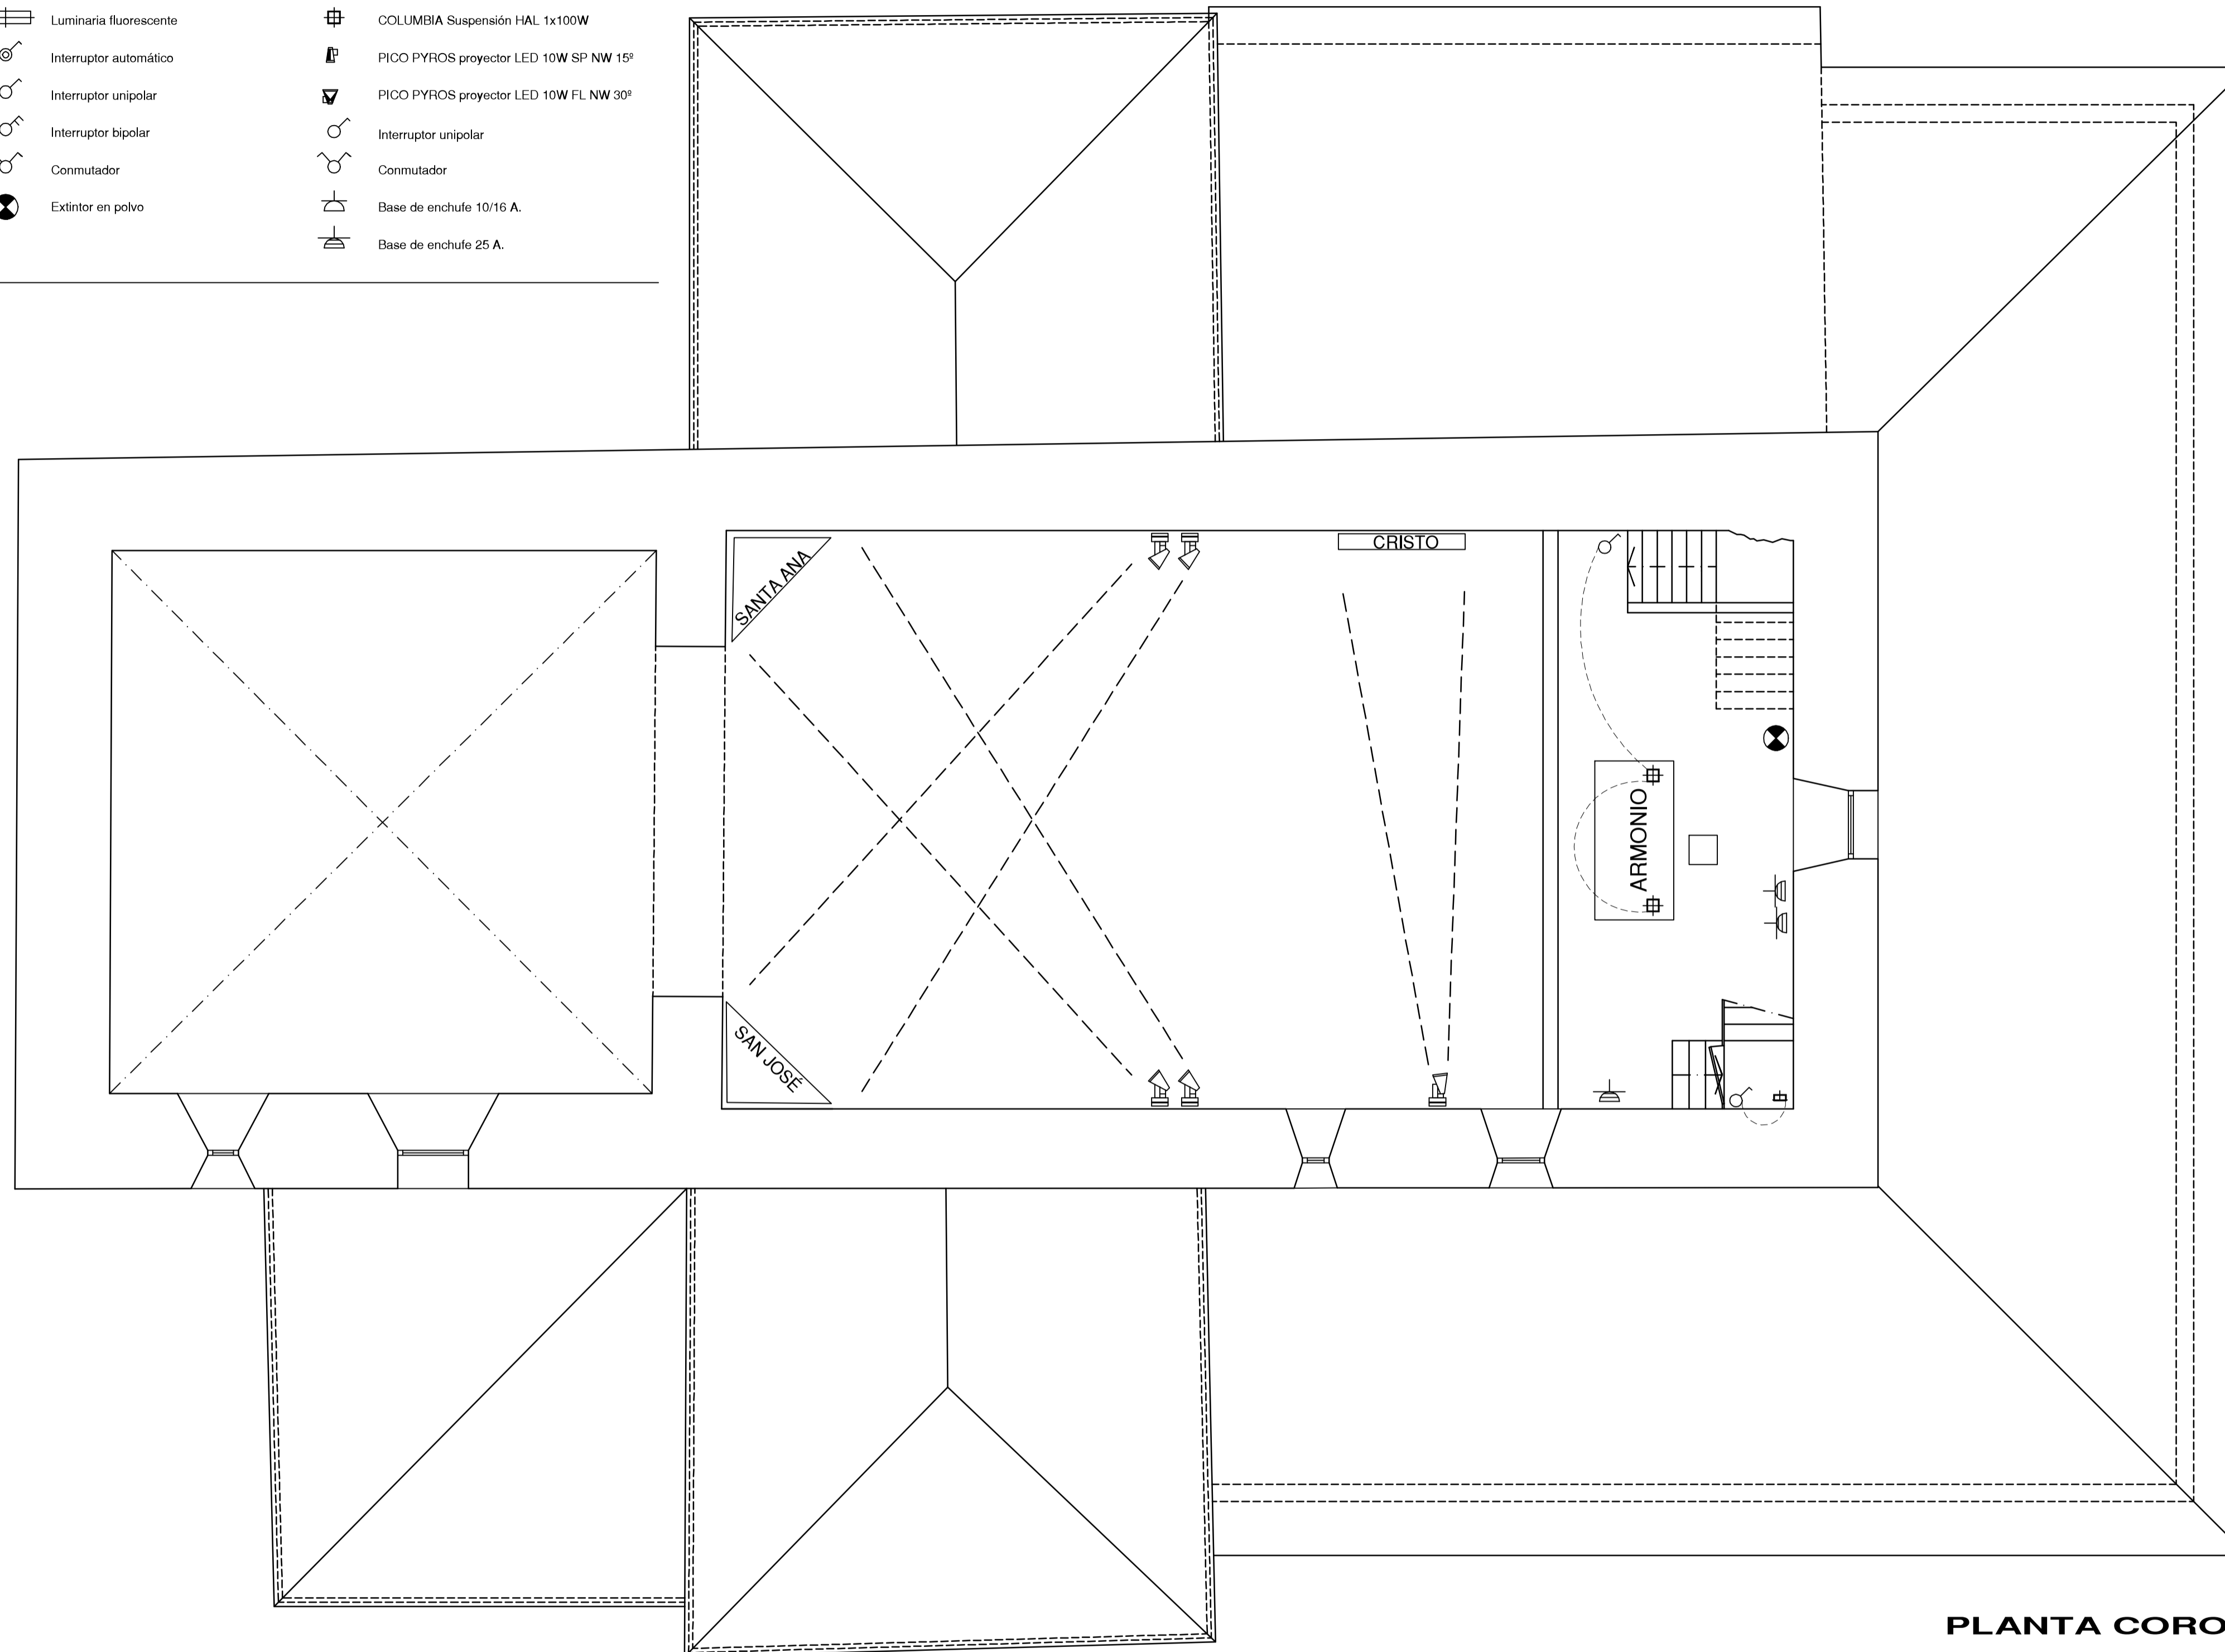 Luminaria fluorescente
Interruptor automático
Interruptor unipolar
Interruptor bipolar
Conmutador
Extintor en polvo
COLUMBIA Suspensión HAL 1x100W
PICO PYROS proyector LED 10W SP NW 15º
PICO PYROS proyector LED 10W FL NW 30º
Interruptor unipolar
Conmutador
Base de enchufe 10/16 A.
Base de enchufe 25 A.
SANTA ANA
CRISTO
ARMONIO
SAN JOSÉ
PLANTA CORO